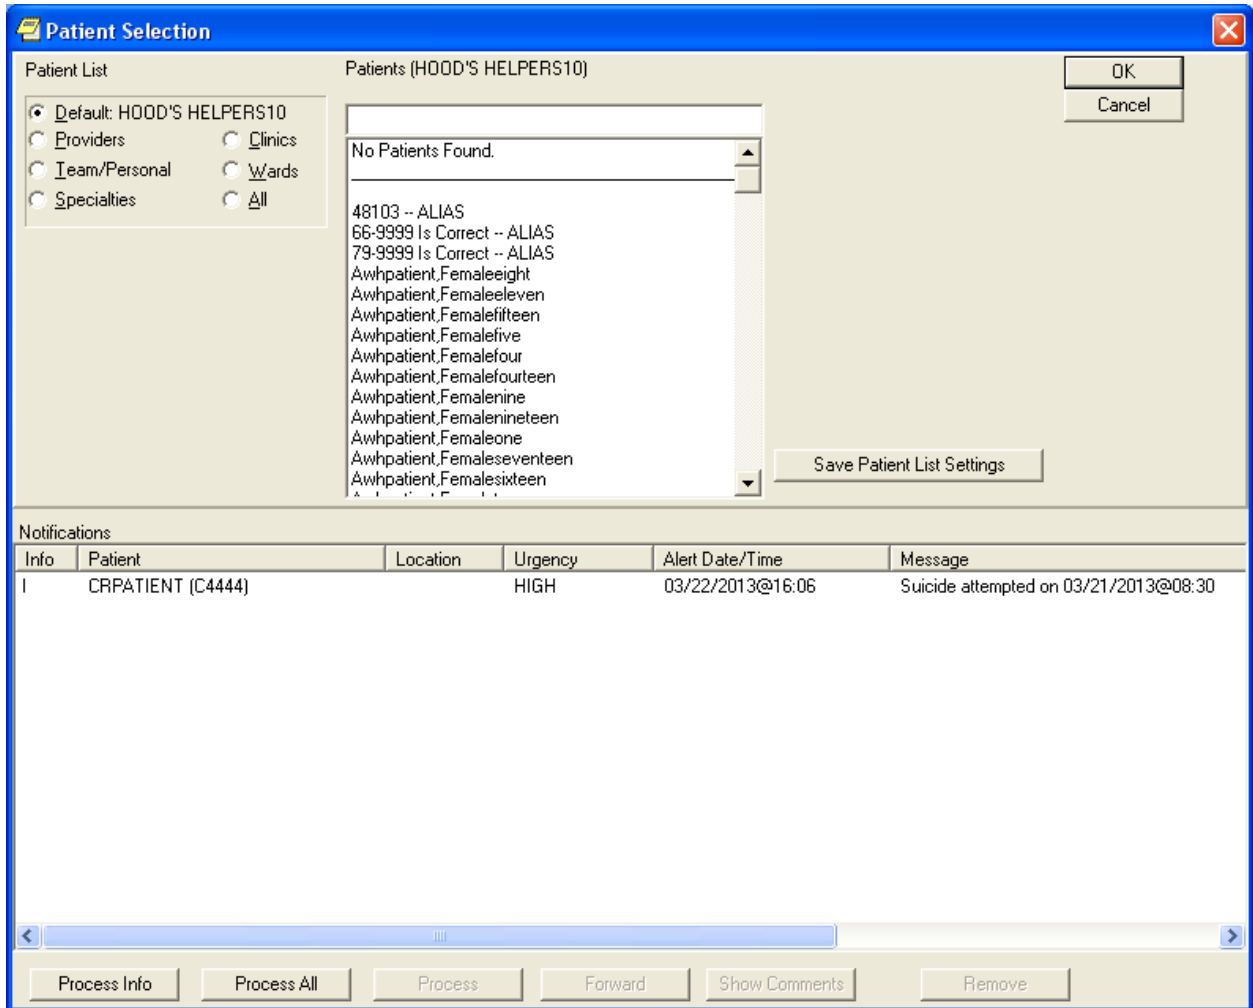 Patient Selection
Patient List
Patients (HOOD'S HELPERS10)
OK
Cancel
Default: HOOD'S HELPERS10
Providers
Clinics
Team/Personal
Wards
Specialties
All
No Patients Found.
48103 -- ALIAS
66-9999 Is Correct -- ALIAS
79-9999 Is Correct -- ALIAS
Awhpatient,Femaleeight
Awhpatient,Femaleeleven
Awhpatient,Femalefifteen
Awhpatient,Femalefive
Awhpatient,Femalefour
Awhpatient,Femalefourteen
Awhpatient,Femalenine
Awhpatient,Femalenineteen
Awhpatient,Femaleone
Awhpatient,Femaleseventeen
Awhpatient,Femalesixteen
Save Patient List Settings
Notifications
Info Patient Location Urgency Alert Date/Time Message
I CRPATIENT (C4444) HIGH 03/22/2013@16:06 Suicide attempted on 03/21/2013@08:30
Process Info Process All Process Forward Show Comments Remove